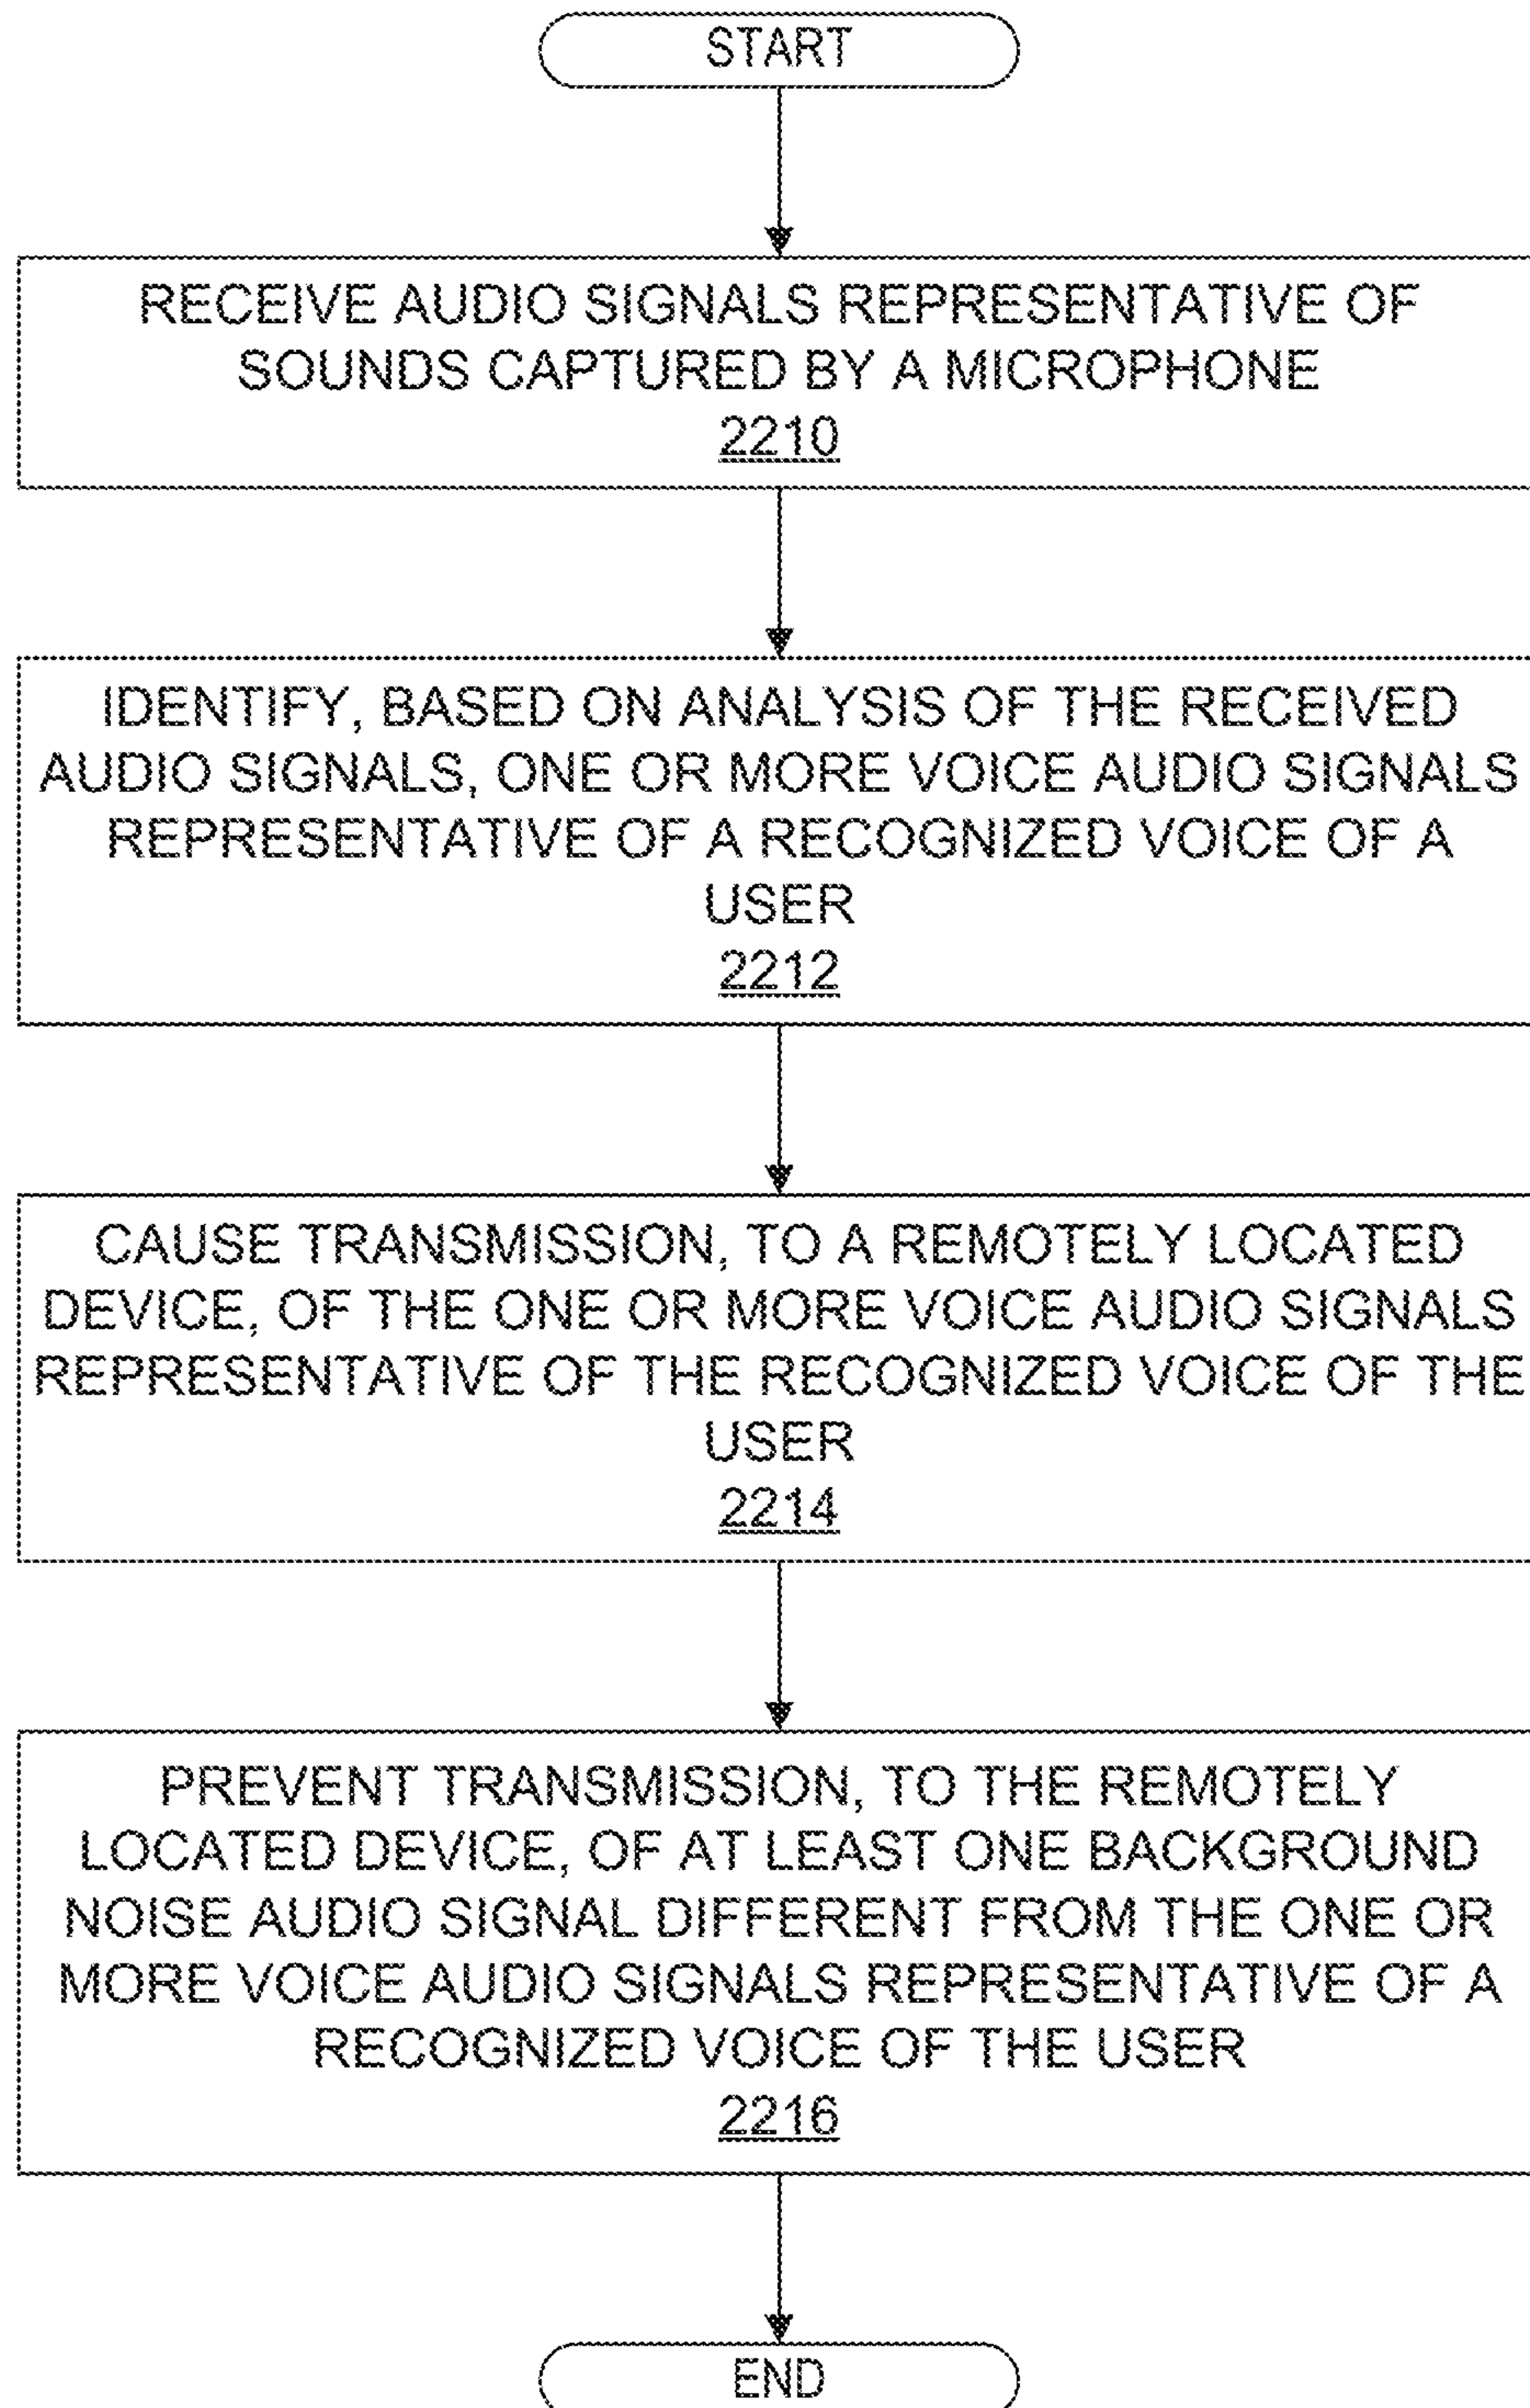 START
RECEIVE AUDIO SIGNALS REPRESENTATIVE OF
SOUNDS CAPTURED BY A MICROPHONE
2210
IDENTIFY, BASED ON ANALYSIS OF THE RECEIVED
AUDIO SIGNALS, ONE OR MORE VOICE AUDIO SIGNALS
REPRESENTATIVE OF A RECOGNIZED VOICE OF A
USER
2212
CAUSE TRANSMISSION, TO A REMOTELY LOCATED
DEVICE, OF THE ONE OR MORE VOICE AUDIO SIGNALS
REPRESENTATIVE OF THE RECOGNIZED VOICE OF THE
USER
2214
PREVENT TRANSMISSION, TO THE REMOTELY
LOCATED DEVICE, OF AT LEAST ONE BACKGROUND
NOISE AUDIO SIGNAL DIFFERENT FROM THE ONE OR
MORE VOICE AUDIO SIGNALS REPRESENTATIVE OF A
RECOGNIZED VOICE OF THE USER
2216
END